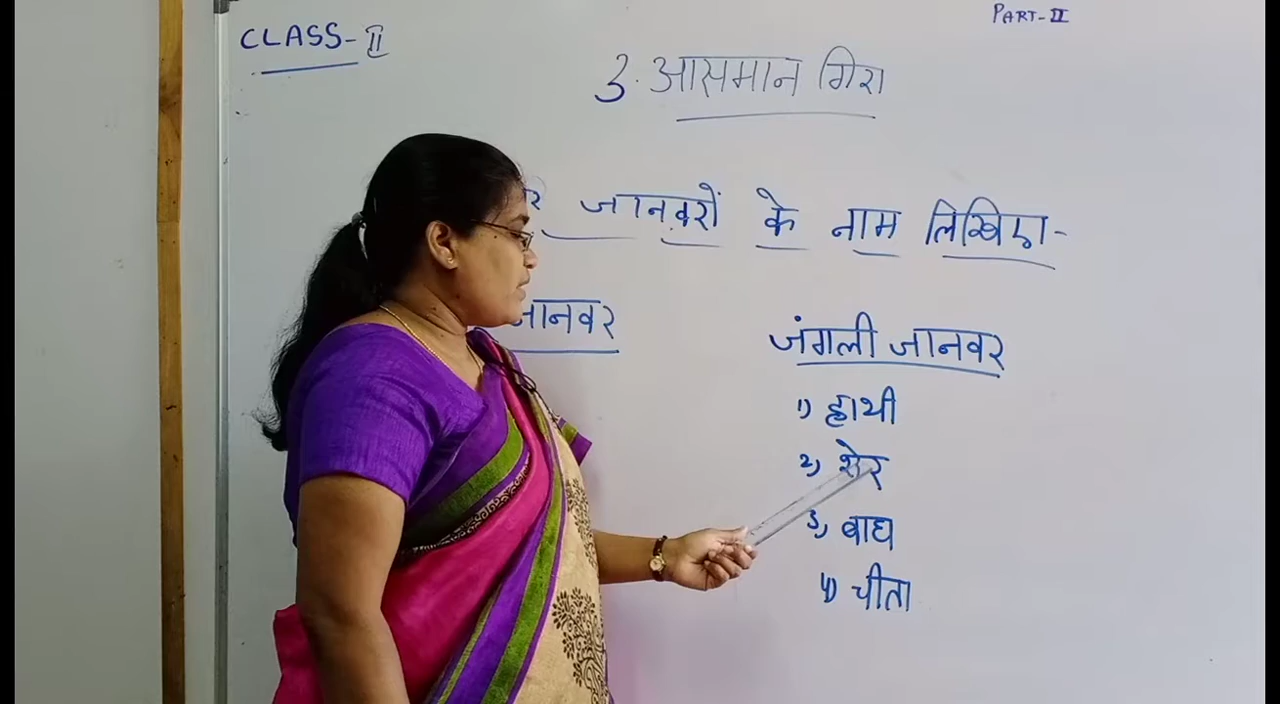 CLASS-II
PART-II
3. आसमान गिरा
जानवरों के नाम लिखिए-
जानवर
जंगली जानवर
1) हाथी
2) शेर
3) बाघ
4) चीता